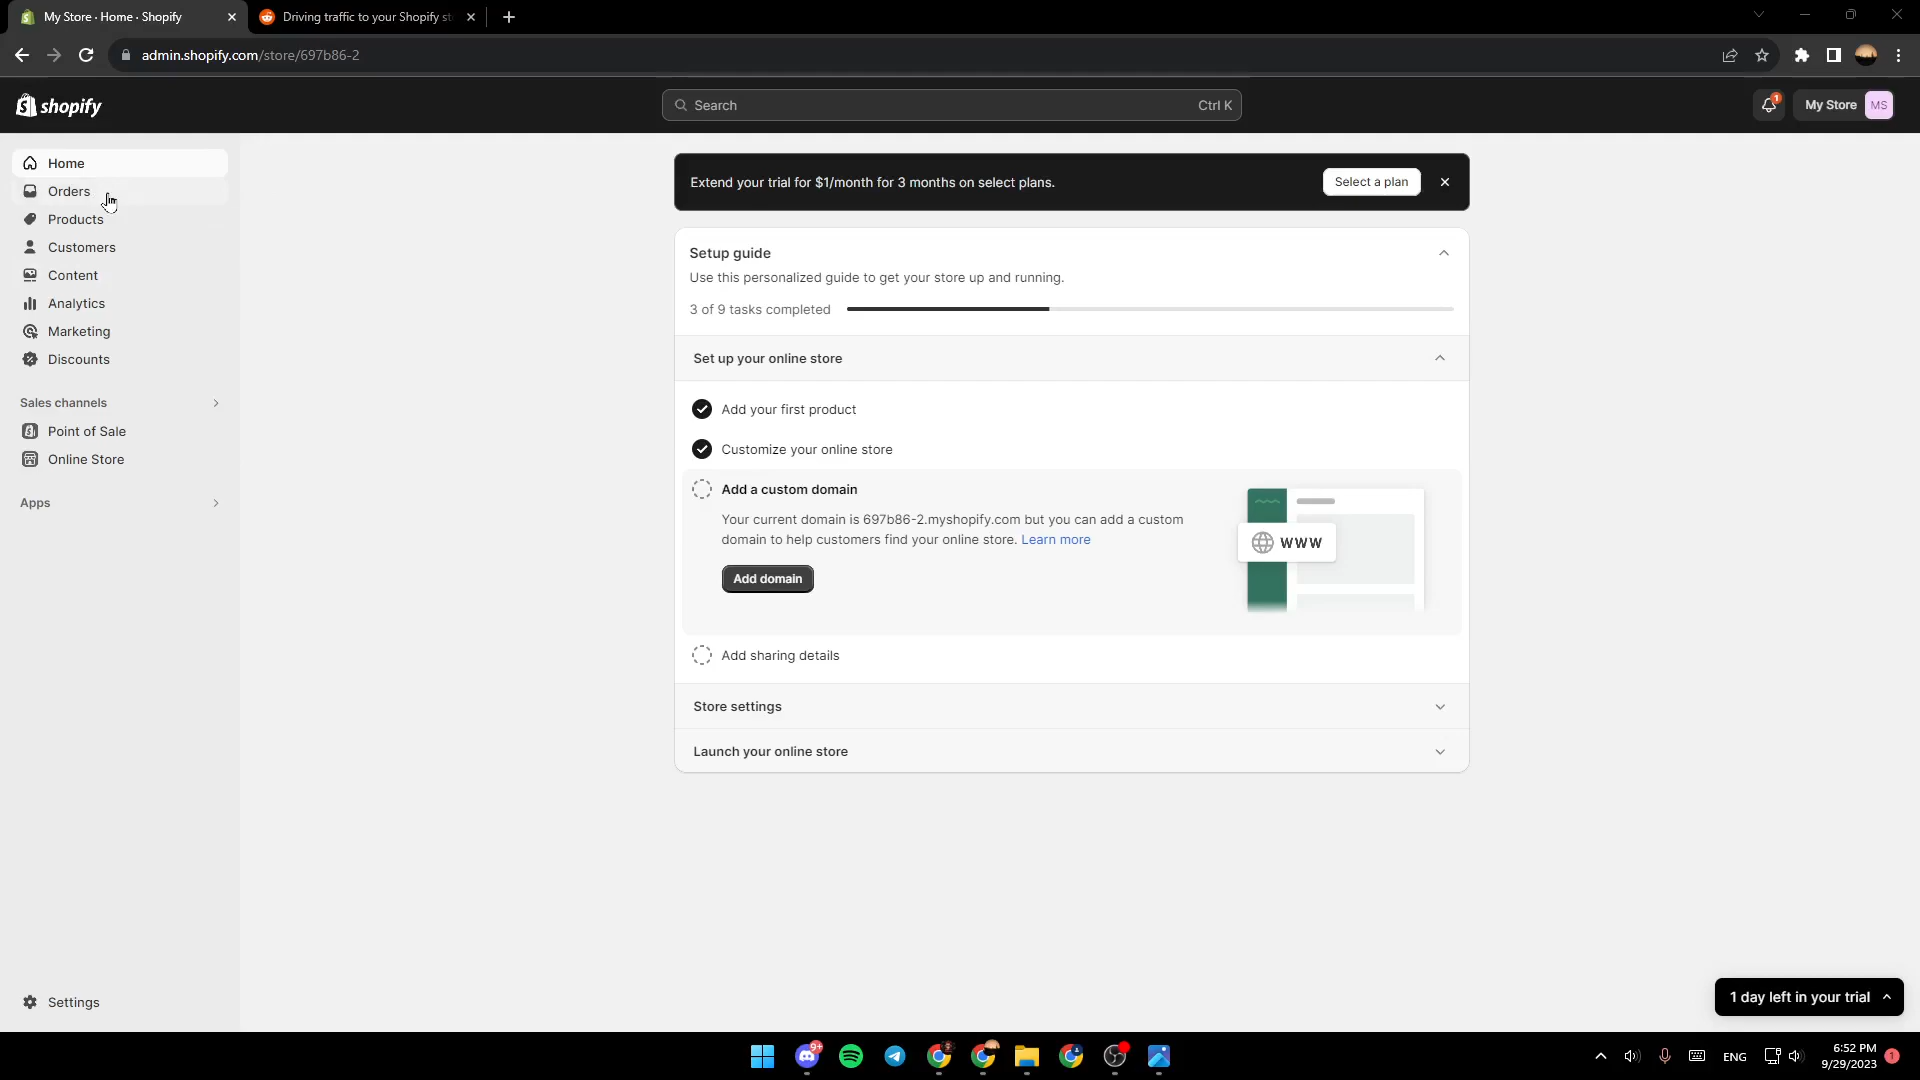 My Store · Home · Shopify
Driving traffic to your Shopify st
admin.shopify.com/store/697b86-2
shopify
Search
Ctrl K
1
My Store
MS
Home
Orders
Products
Customers
Content
Analytics
Marketing
Discounts
Sales channels
Point of Sale
Online Store
Apps
Settings
Extend your trial for $1/month for 3 months on select plans.
Select a plan
Setup guide
Use this personalized guide to get your store up and running.
3 of 9 tasks completed
Set up your online store
Add your first product
Customize your online store
Add a custom domain
Your current domain is 697b86-2.myshopify.com but you can add a custom
domain to help customers find your online store. Learn more
Add domain
www
Add sharing details
Store settings
Launch your online store
1 day left in your trial
9+
ENG
6:52 PM
9/29/2023
1